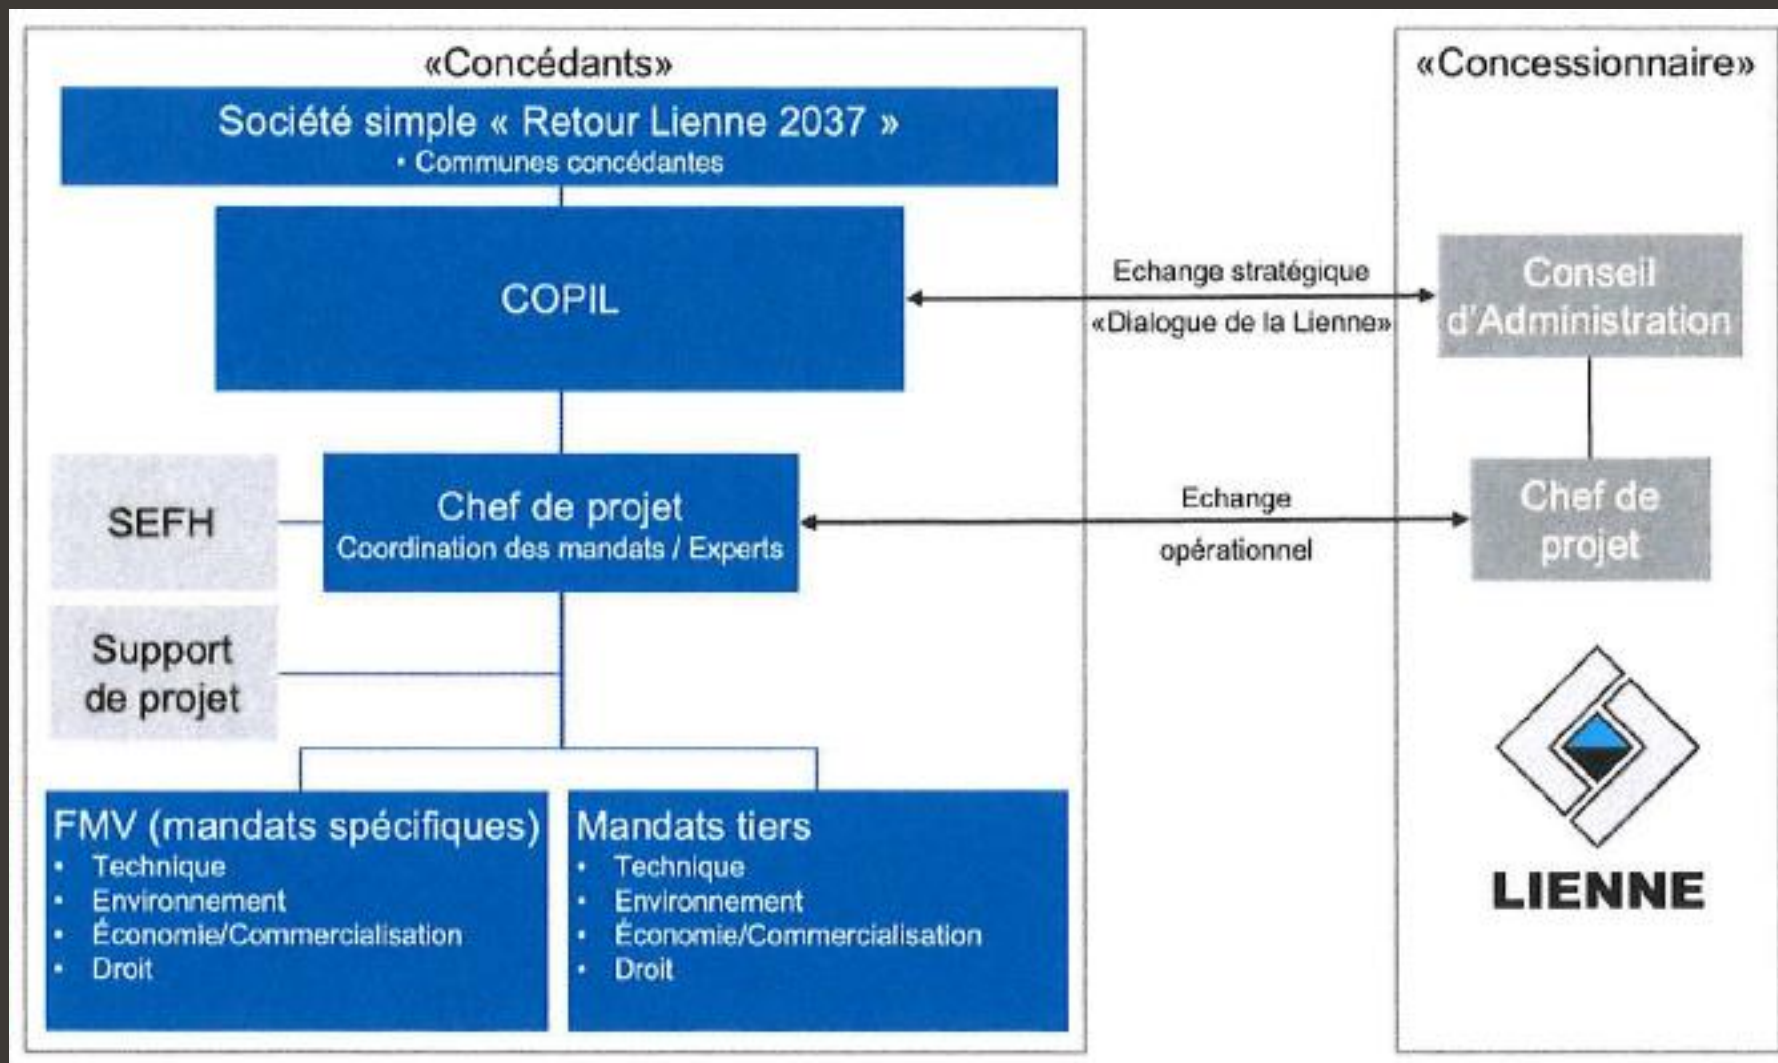 «Concédants»
Société simple « Retour Lienne 2037 »
• Communes concédantes
COPIL
SEFH
Chef de projet
Coordination des mandats / Experts
Support
de projet
FMV (mandats spécifiques)
• Technique
• Environnement
• Économie/Commercialisation
• Droit
Mandats tiers
• Technique
• Environnement
• Économie/Commercialisation
• Droit
Echange stratégique
«Dialogue de la Lienne»
Echange
opérationnel
«Concessionnaire»
Conseil
d'Administration
Chef de
projet
LIENNE